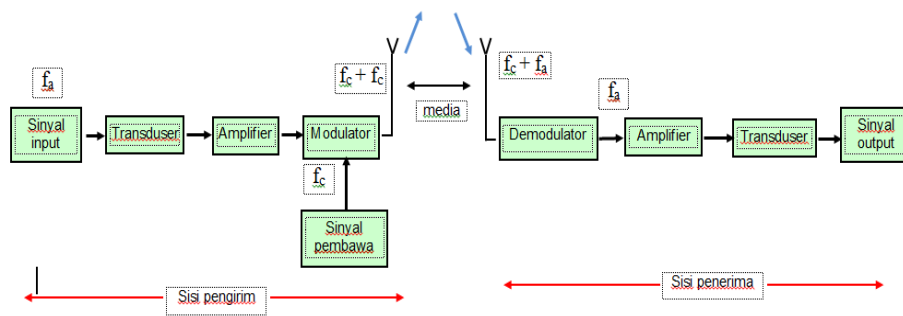 fa
fc + fc
fc + fa
fa
media
Sinyal
input
Transduser
Amplifier
Modulator
Demodulator
Amplifier
Transduser
Sinyal
output
fc
Sinyal
pembawa
Sisi pengirim
Sisi penerima